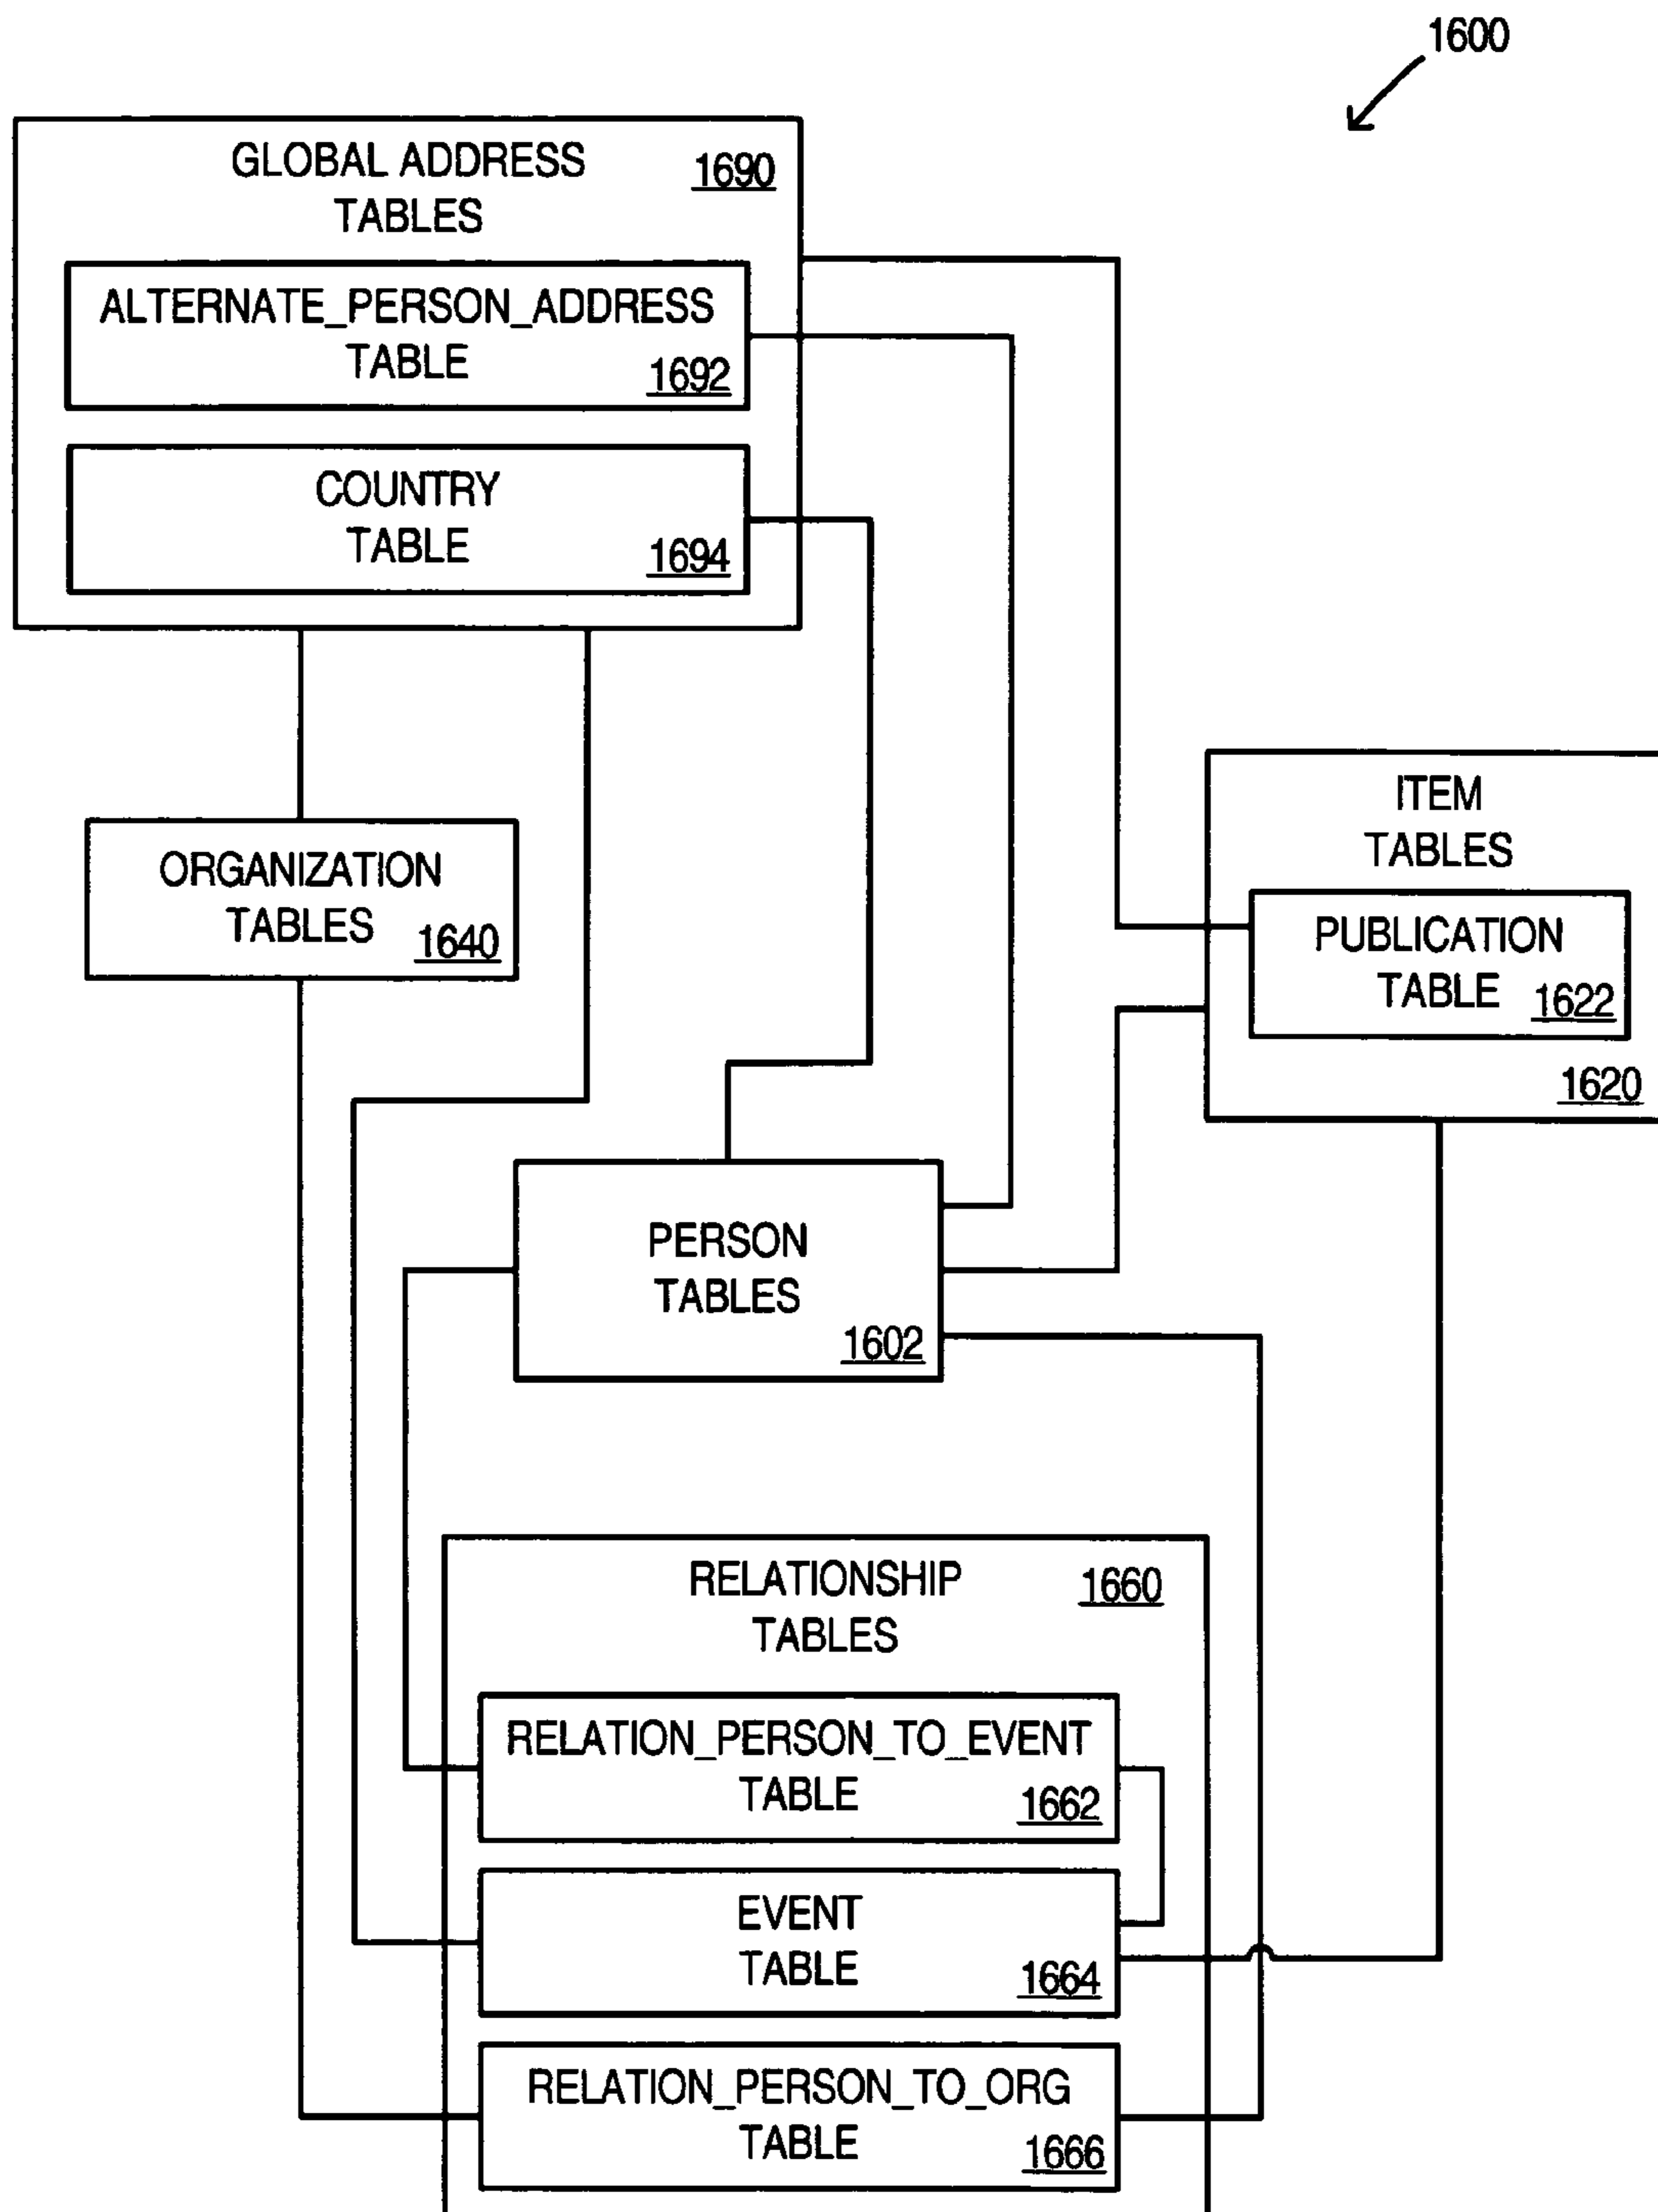 1600
GLOBAL ADDRESS
TABLES
1690
ALTERNATE_PERSON_ADDRESS
TABLE
1692
COUNTRY
TABLE
1694
ORGANIZATION
TABLES
1640
ITEM
TABLES
PUBLICATION
TABLE
1622
1620
PERSON
TABLES
1602
RELATIONSHIP
TABLES
1660
RELATION_PERSON_TO_EVENT
TABLE
1662
EVENT
TABLE
1664
RELATION_PERSON_TO_ORG
TABLE
1666